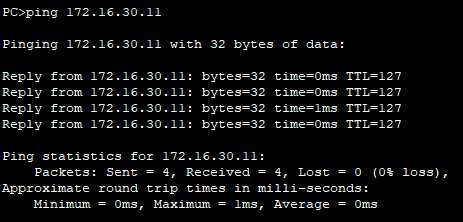 PC>ping 172.16.30.11
Pinging 172.16.30.11 with 32 bytes of data:
Reply from 172.16.30.11: bytes=32 time=0ms TTL=127
Reply from 172.16.30.11: bytes=32 time=0ms TTL=127
Reply from 172.16.30.11: bytes=32 time=1ms TTL=127
Reply from 172.16.30.11: bytes=32 time=0ms TTL=127
Ping statistics for 172.16.30.11:
    Packets: Sent = 4, Received = 4, Lost = 0 (0% loss),
Approximate round trip times in milli-seconds:
    Minimum = 0ms, Maximum = 1ms, Average = 0ms